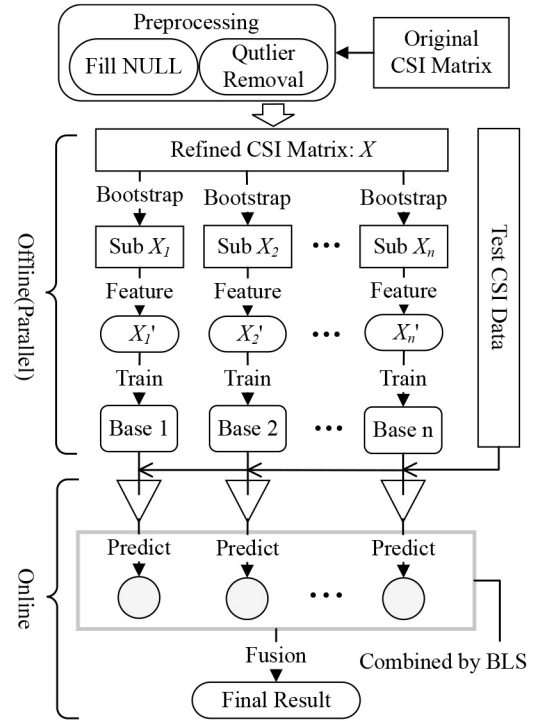 Preprocessing
Fill NULL
Qutlier
Removal
Original
CSI Matrix
Refined CSI Matrix: X
Bootstrap Bootstrap Bootstrap
Sub X1 Sub X2 ••• Sub Xn
Feature Feature Feature
X1' X2' ••• Xn'
Train Train Train
Base 1 Base 2 ••• Base n
Offline(Parallel)
Test CSI Data
Predict Predict Predict
•••
Online
Fusion
Combined by BLS
Final Result